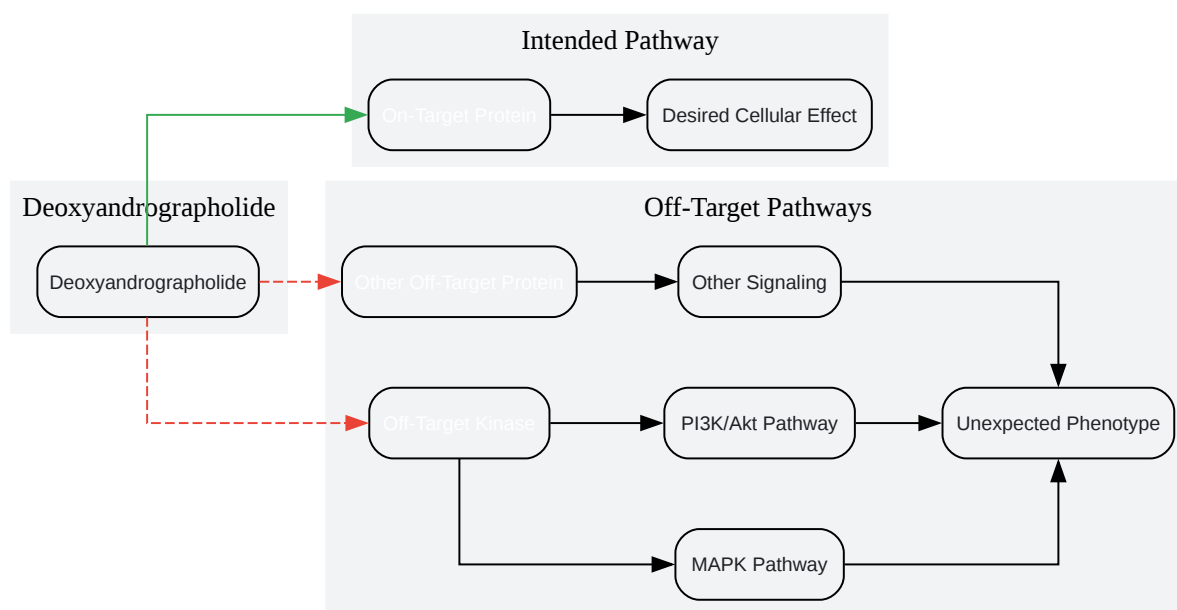 Intended Pathway
On-Target Protein
Desired Cellular Effect
Deoxyandrographolide
Deoxyandrographolide
Off-Target Pathways
Other Off-Target Protein
Other Signaling
Off-Target Kinase
PI3K/Akt Pathway
Unexpected Phenotype
MAPK Pathway